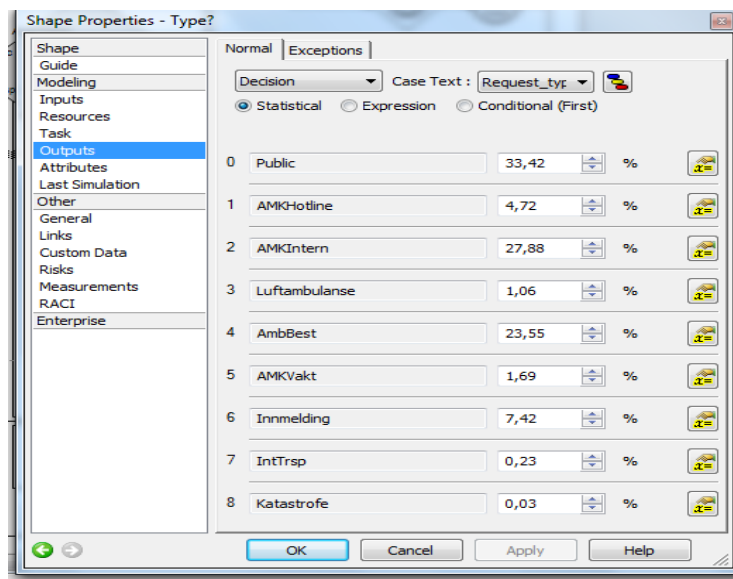 Shape Properties - Type?
Shape
Guide
Modeling
Inputs
Resources
Task
Outputs
Attributes
Last Simulation
Other
General
Links
Custom Data
Risks
Measurements
RACI
Enterprise
Normal Exceptions
Decision Case Text : Request_typ
Statistical Expression Conditional (First)
0 Public 33,42 %
1 AMKHotline 4,72 %
2 AMKIntern 27,88 %
3 Luftambulanse 1,06 %
4 AmbBest 23,55 %
5 AMKVakt 1,69 %
6 Innmelding 7,42 %
7 IntTrsp 0,23 %
8 Katastrofe 0,03 %
OK Cancel Apply Help